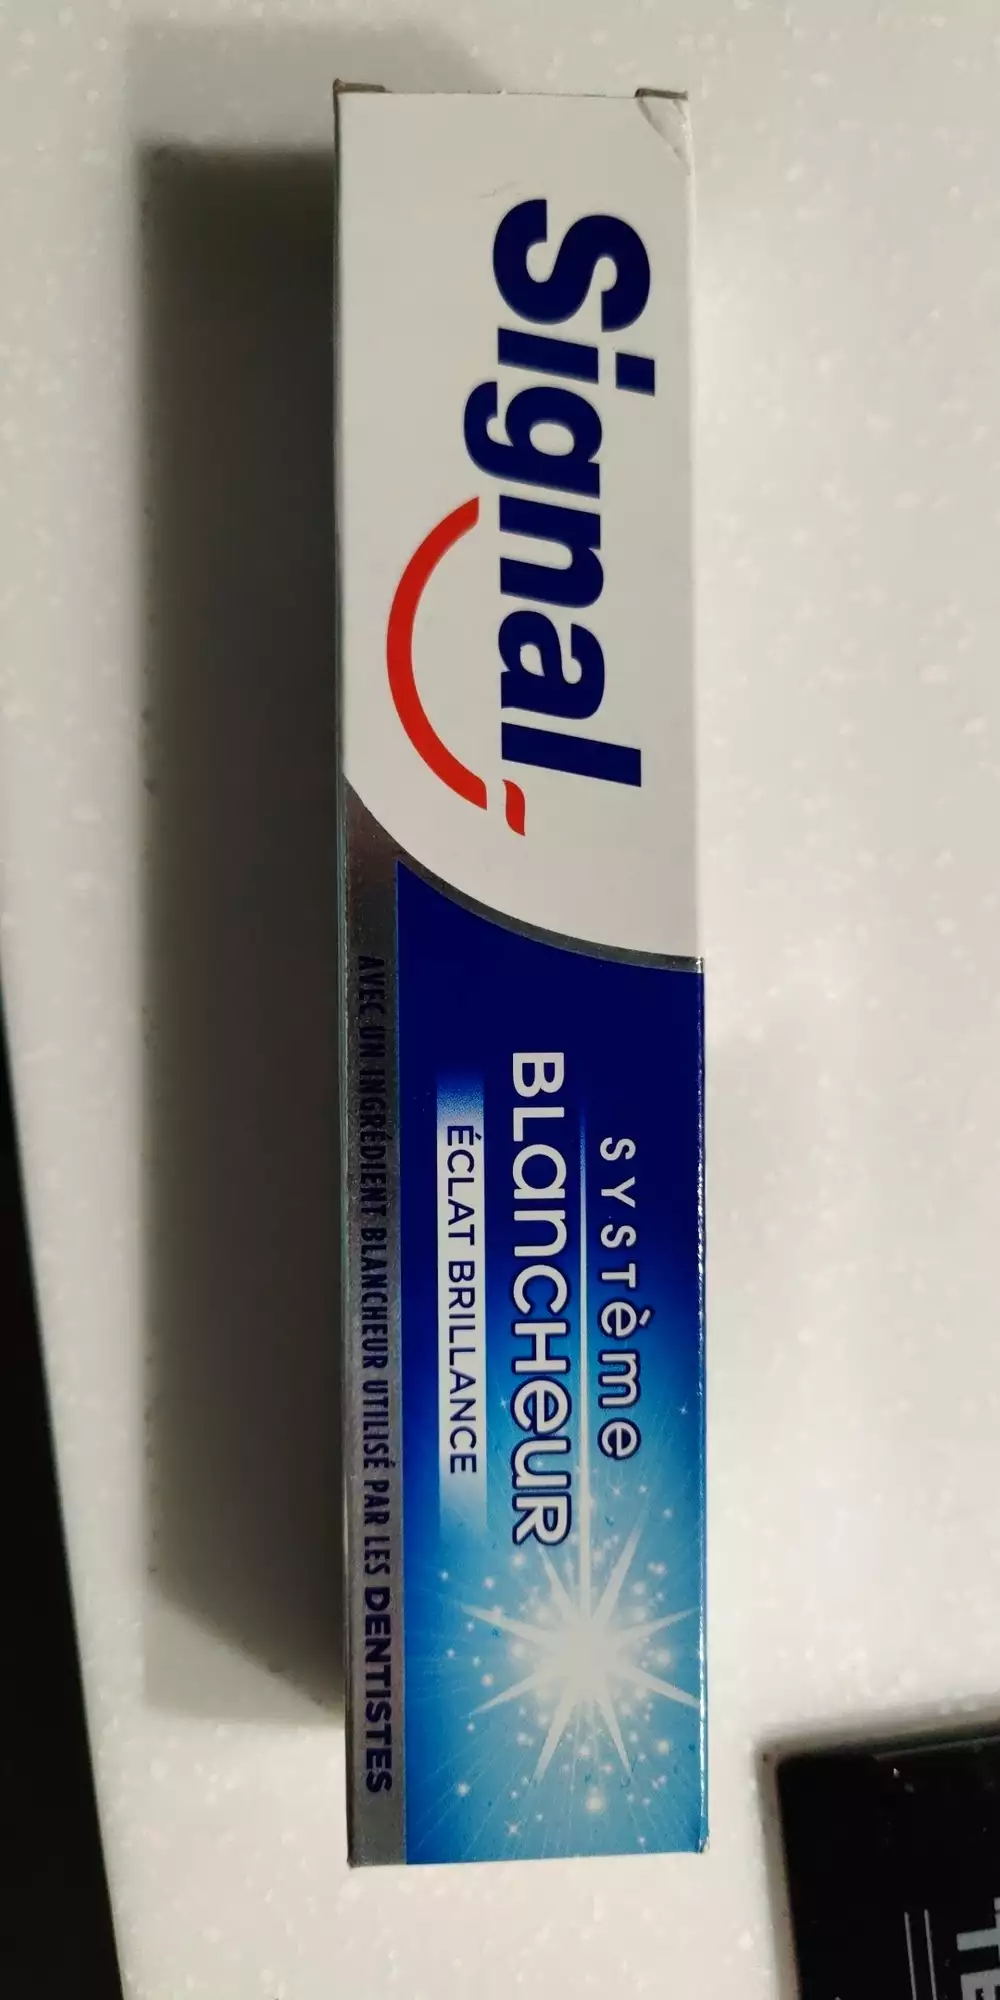 Signal
SYSTème
BLancHeuR
ÉCLAT BRILLANCE
AVEC UN INGRÉDIENT BLANCHEUR UTILISÉ PAR LES DENTISTES